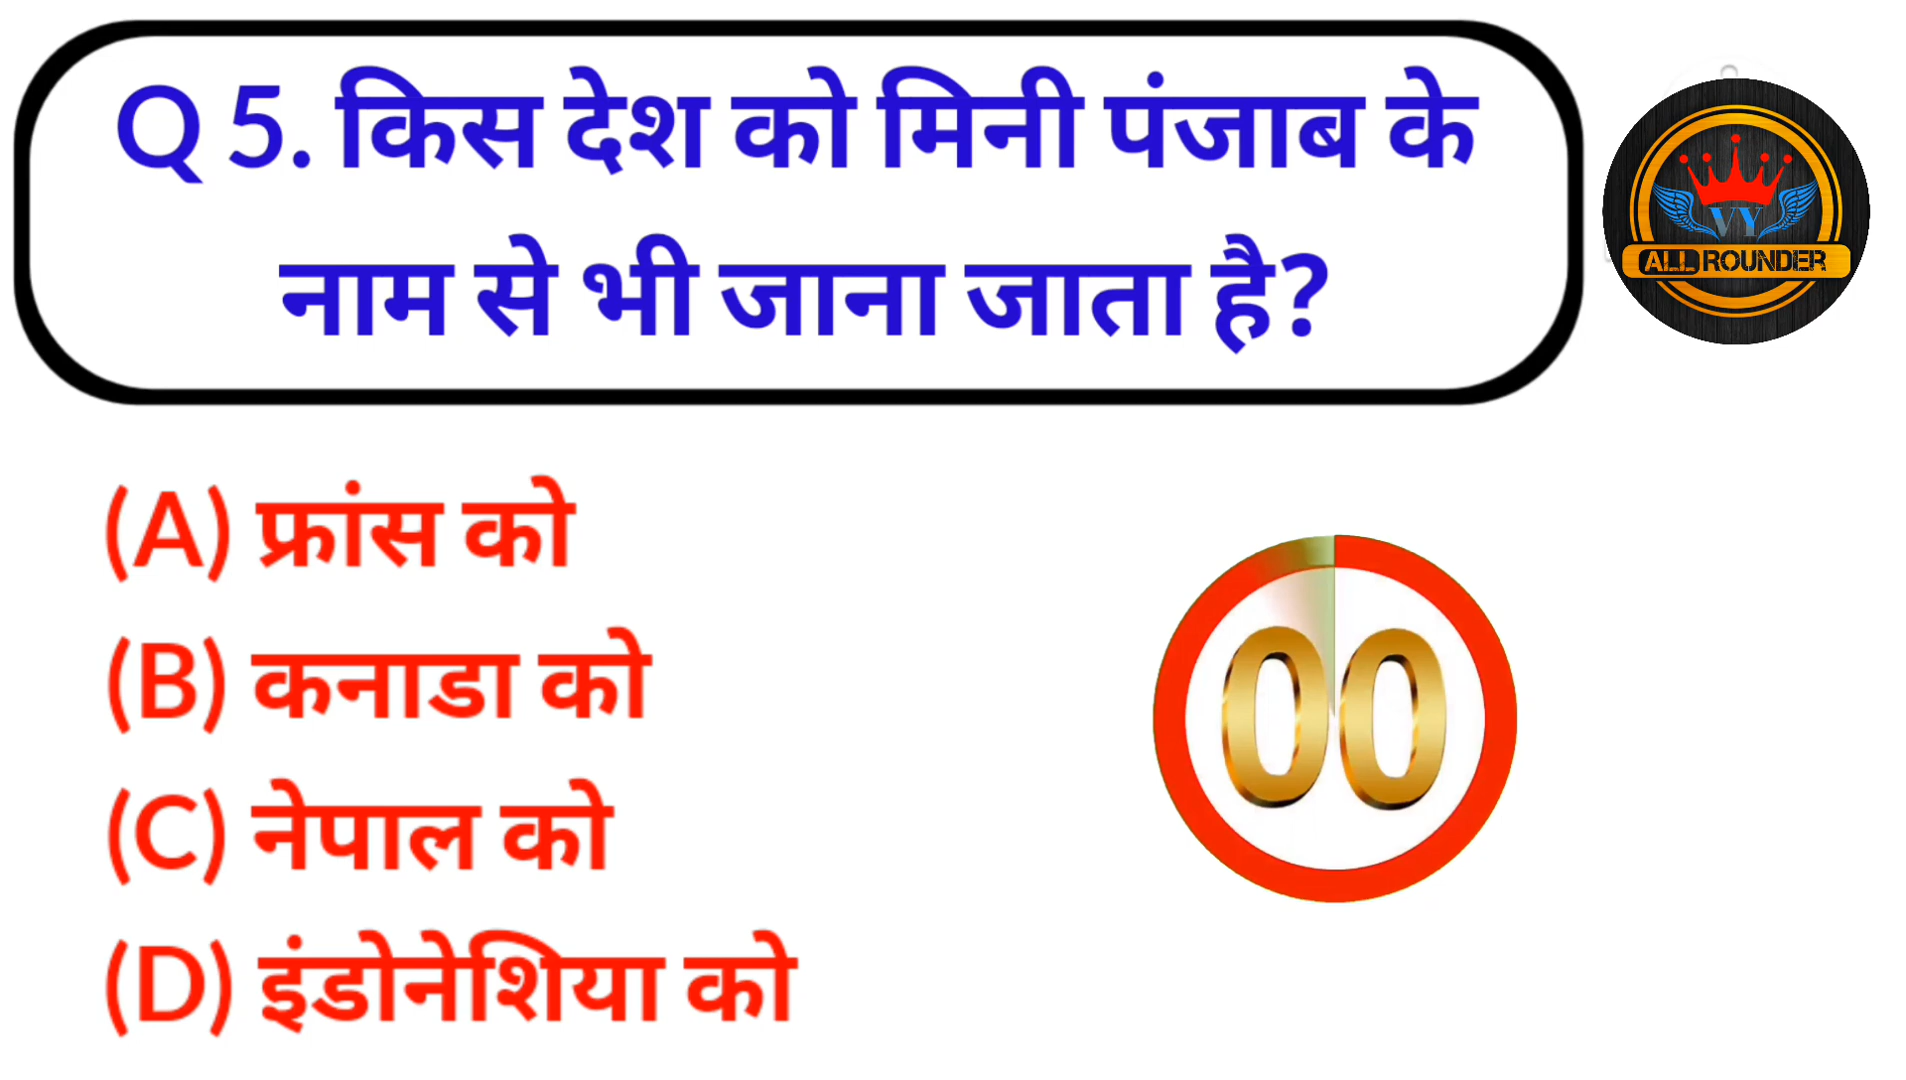 Q 5. किस देश को मिनी पंजाब के
नाम से भी जाना जाता है?
VY
ALL ROUNDER
(A) फ्रांस को
(B) कनाडा को
00
(C) नेपाल को
(D) इंडोनेशिया को